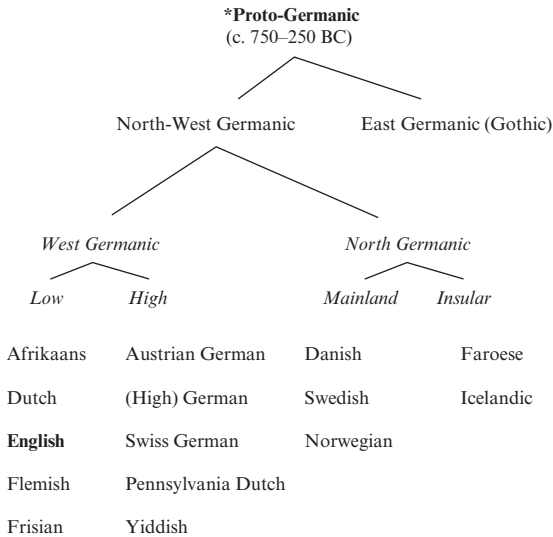 *Proto-Germanic
(c. 750–250 BC)
North-West Germanic East Germanic (Gothic)
West Germanic North Germanic
Low High Mainland Insular
Afrikaans Austrian German Danish Faroese
Dutch (High) German Swedish Icelandic
English Swiss German Norwegian
Flemish Pennsylvania Dutch
Frisian Yiddish